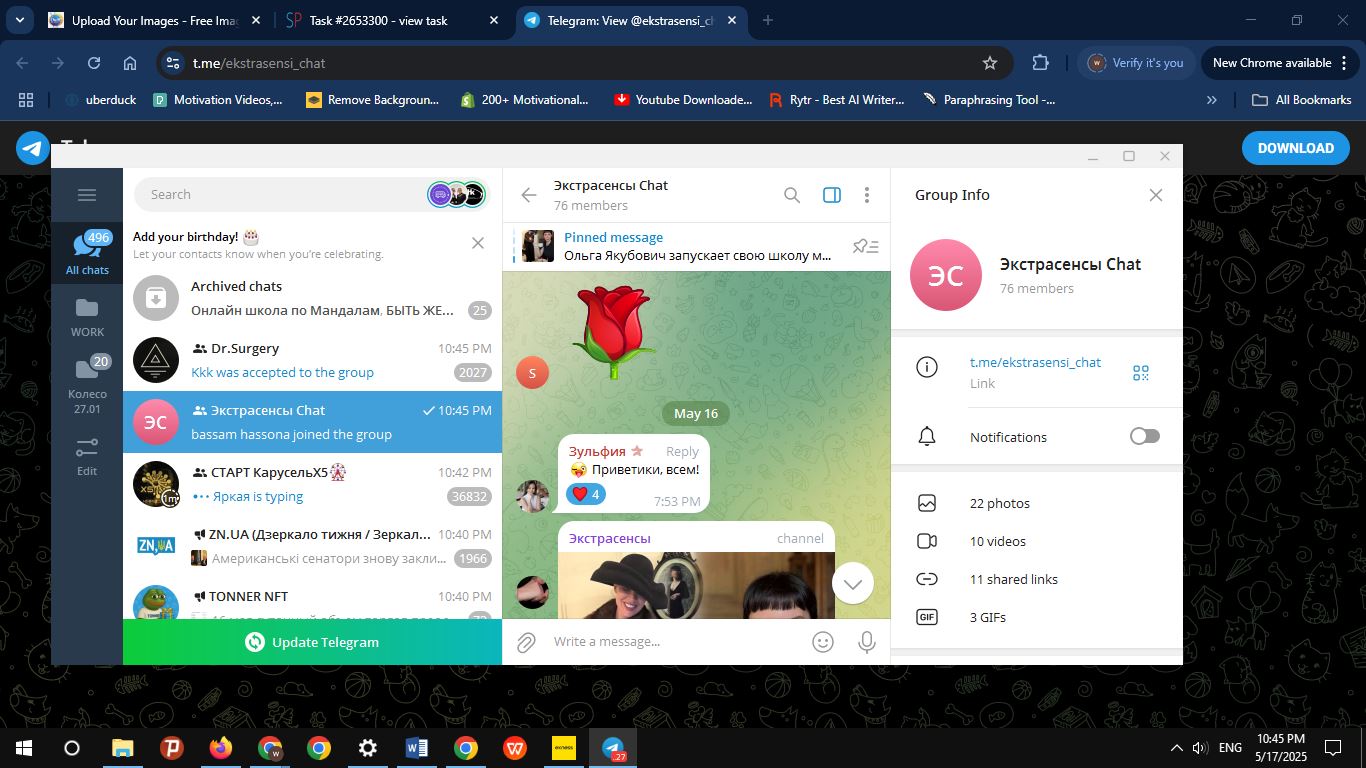 Upload Your Images - Free Ima
Task #2653300 - view task
Telegram: View @ekstrasensi_ch
t.me/ekstrasensi_chat
Verify it's you
New Chrome available
uberduck
Motivation Videos,...
Remove Backgroun...
200+ Motivational...
Youtube Downloade...
Rytr - Best AI Writer...
Paraphrasing Tool -...
All Bookmarks
DOWNLOAD
Search
496
All chats
WORK
20
Колесо
27.01
Edit
Add your birthday! 🎂
Let your contacts know when you're celebrating.
Archived chats
Онлайн школа по Мандалам, БЫТЬ ЖЕ...
25
Dr.Surgery
10:45 PM
Kkk was accepted to the group
2027
ЭС
Экстрасенсы Chat
10:45 PM
bassam hassona joined the group
1m
СТАРТ КарусельX5🎡
10:42 PM
Яркая is typing
36832
ZN,UA
ZN.UA (Дзеркало тижня / Зеркал...
10:40 PM
Американські сенатори знову закли...
1966
TONNER NFT
10:40 PM
Update Telegram
Экстрасенсы Chat
76 members
Pinned message
Ольга Якубович запускает свою школу м...
S
May 16
Зульфия
Reply
😜 Приветики, всем!
❤️ 4
7:53 PM
Экстрасенсы
channel
Write a message...
Group Info
ЭС
Экстрасенсы Chat
76 members
t.me/ekstrasensi_chat
Link
Notifications
22 photos
10 videos
11 shared links
GIF
3 GIFs
exness
27
ENG
10:45 PM
5/17/2025